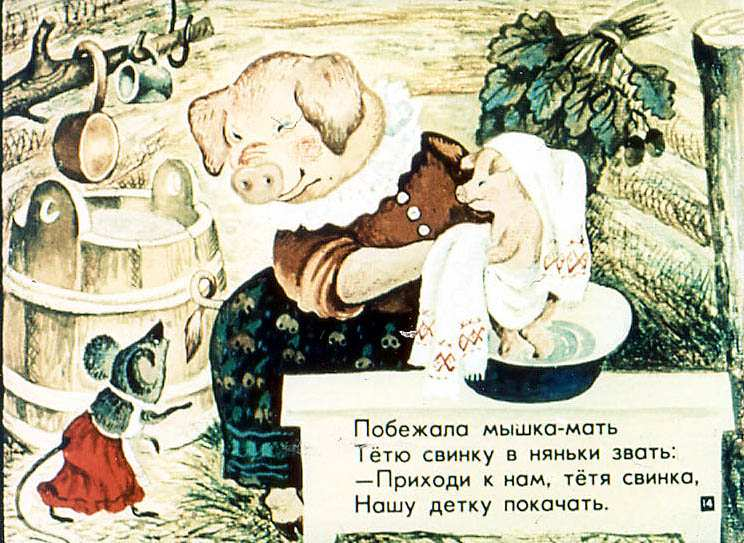 Побежала мышка-мать
Тётю свинку в няньки звать:
—Приходи к нам, тётя свинка,
Нашу детку покачать.
14